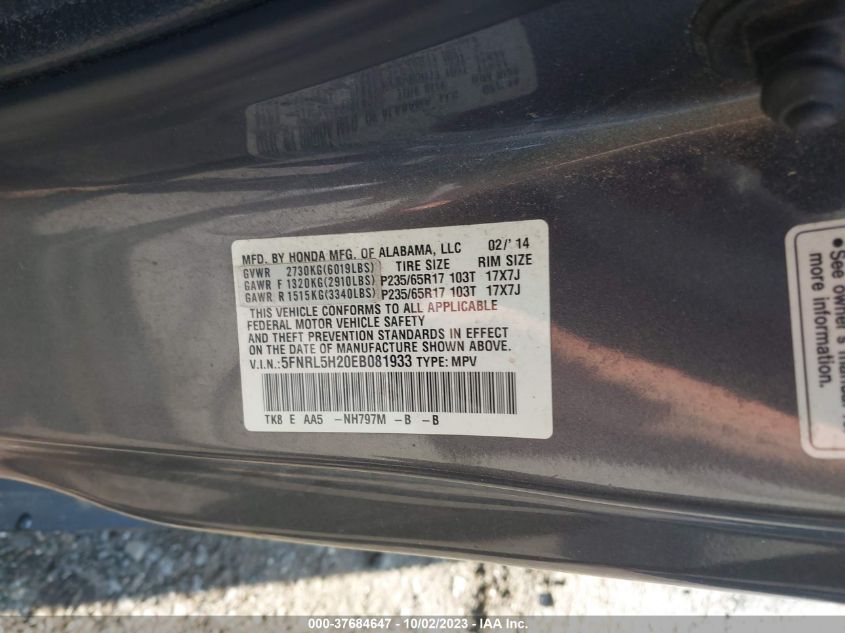 MFD. BY HONDA MFG. OF ALABAMA, LLC 02/'14
GVWR 2730KG(6019LBS) TIRE SIZE RIM SIZE
GAWR F 1320KG(2910LBS) P235/65R17 103T 17X7J
GAWR R 1515KG(3340LBS) P235/65R17 103T 17X7J
THIS VEHICLE CONFORMS TO ALL APPLICABLE
FEDERAL MOTOR VEHICLE SAFETY
AND THEFT PREVENTION STANDARDS IN EFFECT
ON THE DATE OF MANUFACTURE SHOWN ABOVE.
V.I.N.: 5FNRL5H20EB081933 TYPE: MPV
TK8 E AA5 -NH797M -B -B
•See owner's manual
more information.
000-37684647 - 10/02/2023 - IAA Inc.